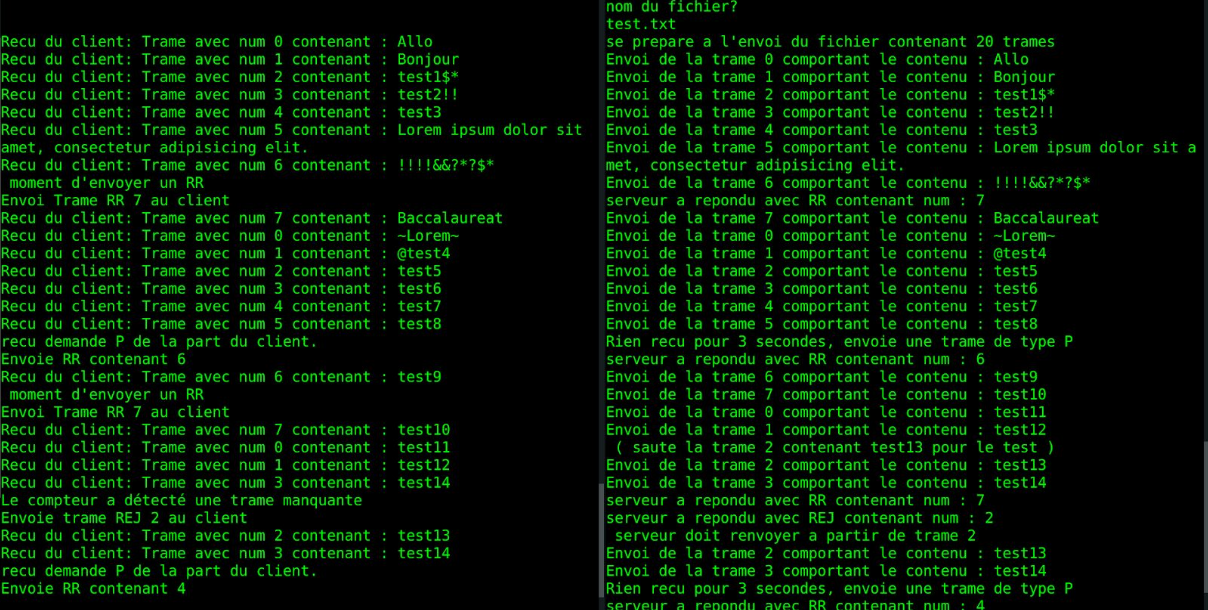 Recu du client: Trame avec num 0 contenant : Allo
Recu du client: Trame avec num 1 contenant : Bonjour
Recu du client: Trame avec num 2 contenant : test1$*
Recu du client: Trame avec num 3 contenant : test2!!
Recu du client: Trame avec num 4 contenant : test3
Recu du client: Trame avec num 5 contenant : Lorem ipsum dolor sit
amet, consectetur adipisicing elit.
Recu du client: Trame avec num 6 contenant : !!!!&&?*?$*
 moment d'envoyer un RR
Envoi Trame RR 7 au client
Recu du client: Trame avec num 7 contenant : Baccalaureat
Recu du client: Trame avec num 0 contenant : ~Lorem~
Recu du client: Trame avec num 1 contenant : @test4
Recu du client: Trame avec num 2 contenant : test5
Recu du client: Trame avec num 3 contenant : test6
Recu du client: Trame avec num 4 contenant : test7
Recu du client: Trame avec num 5 contenant : test8
recu demande P de la part du client.
Envoie RR contenant 6
Recu du client: Trame avec num 6 contenant : test9
 moment d'envoyer un RR
Envoi Trame RR 7 au client
Recu du client: Trame avec num 7 contenant : test10
Recu du client: Trame avec num 0 contenant : test11
Recu du client: Trame avec num 1 contenant : test12
Recu du client: Trame avec num 3 contenant : test14
Le compteur a détecté une trame manquante
Envoie trame REJ 2 au client
Recu du client: Trame avec num 2 contenant : test13
Recu du client: Trame avec num 3 contenant : test14
recu demande P de la part du client.
Envoie RR contenant 4
nom du fichier?
test.txt
se prepare a l'envoi du fichier contenant 20 trames
Envoi de la trame 0 comportant le contenu : Allo
Envoi de la trame 1 comportant le contenu : Bonjour
Envoi de la trame 2 comportant le contenu : test1$*
Envoi de la trame 3 comportant le contenu : test2!!
Envoi de la trame 4 comportant le contenu : test3
Envoi de la trame 5 comportant le contenu : Lorem ipsum dolor sit a
met, consectetur adipisicing elit.
Envoi de la trame 6 comportant le contenu : !!!!&&?*?$*
serveur a repondu avec RR contenant num : 7
Envoi de la trame 7 comportant le contenu : Baccalaureat
Envoi de la trame 0 comportant le contenu : ~Lorem~
Envoi de la trame 1 comportant le contenu : @test4
Envoi de la trame 2 comportant le contenu : test5
Envoi de la trame 3 comportant le contenu : test6
Envoi de la trame 4 comportant le contenu : test7
Envoi de la trame 5 comportant le contenu : test8
Rien recu pour 3 secondes, envoie une trame de type P
serveur a repondu avec RR contenant num : 6
Envoi de la trame 6 comportant le contenu : test9
Envoi de la trame 7 comportant le contenu : test10
Envoi de la trame 0 comportant le contenu : test11
Envoi de la trame 1 comportant le contenu : test12
 ( saute la trame 2 contenant test13 pour le test )
Envoi de la trame 2 comportant le contenu : test13
Envoi de la trame 3 comportant le contenu : test14
serveur a repondu avec RR contenant num : 7
serveur a repondu avec REJ contenant num : 2
 serveur doit renvoyer a partir de trame 2
Envoi de la trame 2 comportant le contenu : test13
Envoi de la trame 3 comportant le contenu : test14
Rien recu pour 3 secondes, envoie une trame de type P
serveur a repondu avec RR contenant num : 4